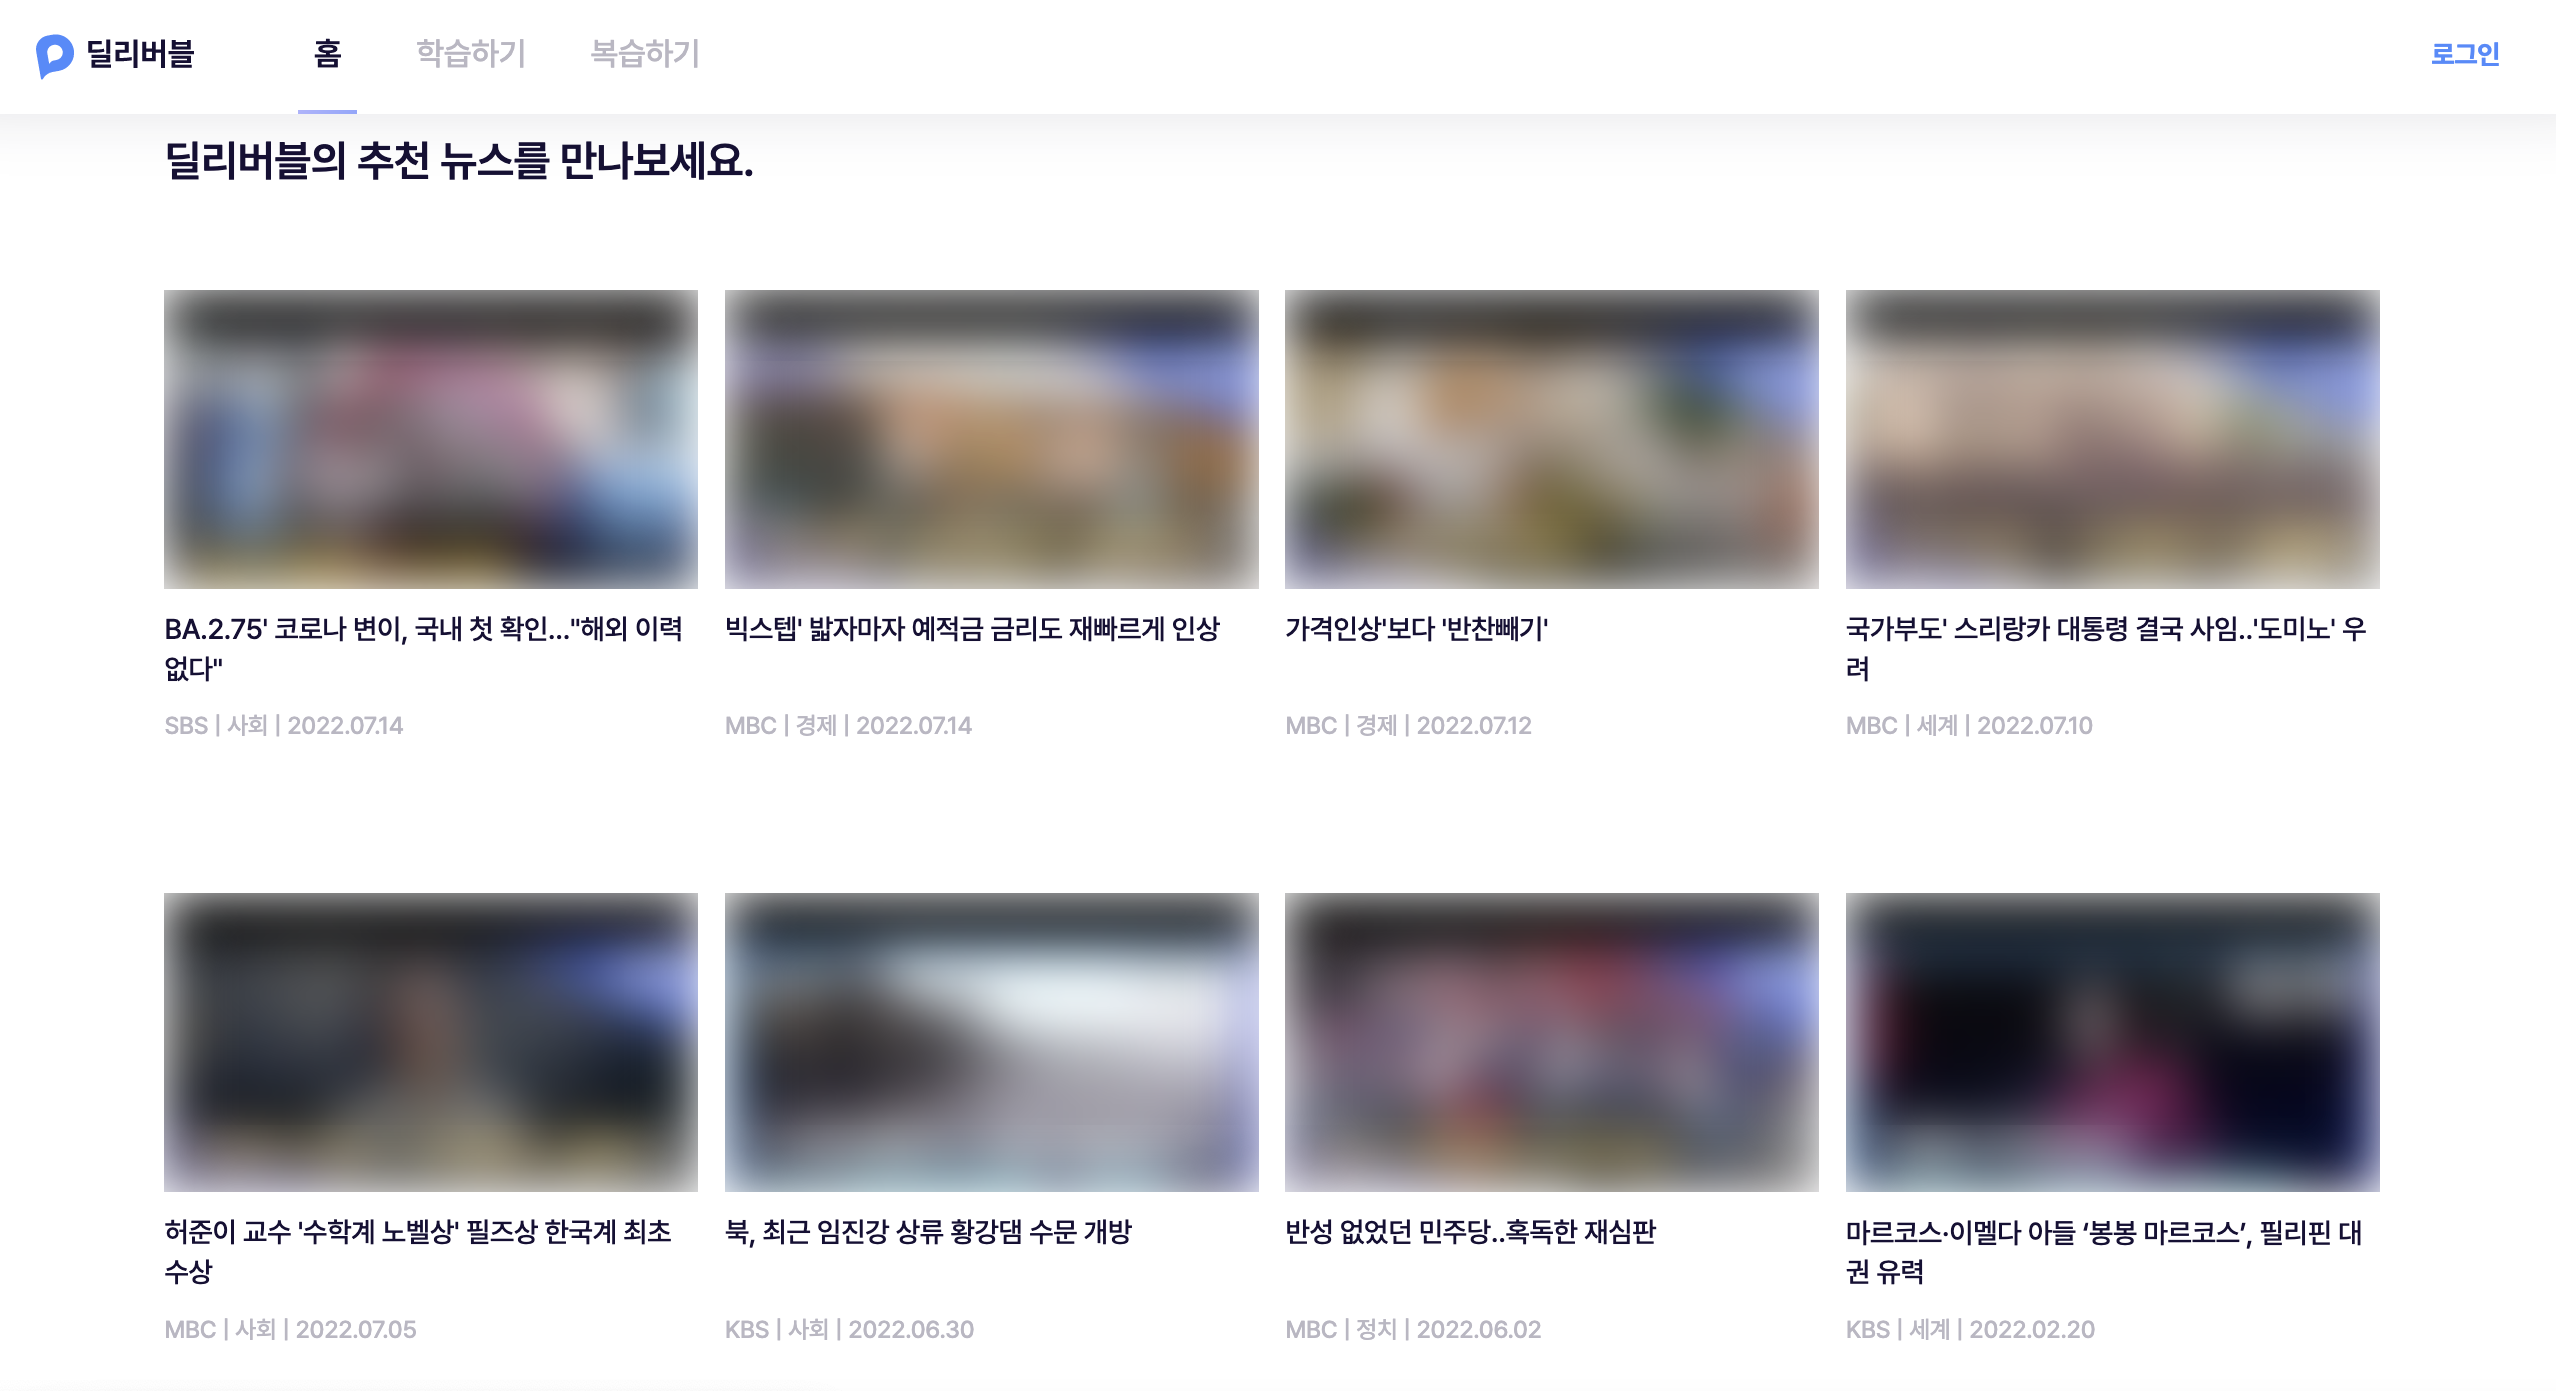 딜리버블
홈
학습하기
복습하기
로그인
딜리버블의 추천 뉴스를 만나보세요.
BA.2.75' 코로나 변이, 국내 첫 확인..."해외 이력
없다"
SBS | 사회 | 2022.07.14
빅스텝' 밟자마자 예적금 금리도 재빠르게 인상
MBC | 경제 | 2022.07.14
가격인상'보다 '반찬빼기'
MBC | 경제 | 2022.07.12
국가부도' 스리랑카 대통령 결국 사임..'도미노' 우
려
MBC | 세계 | 2022.07.10
허준이 교수 '수학계 노벨상' 필즈상 한국계 최초
수상
MBC | 사회 | 2022.07.05
북, 최근 임진강 상류 황강댐 수문 개방
KBS | 사회 | 2022.06.30
반성 없었던 민주당..혹독한 재심판
MBC | 정치 | 2022.06.02
마르코스·이멜다 아들 ‘봉봉 마르코스’, 필리핀 대
권 유력
KBS | 세계 | 2022.02.20